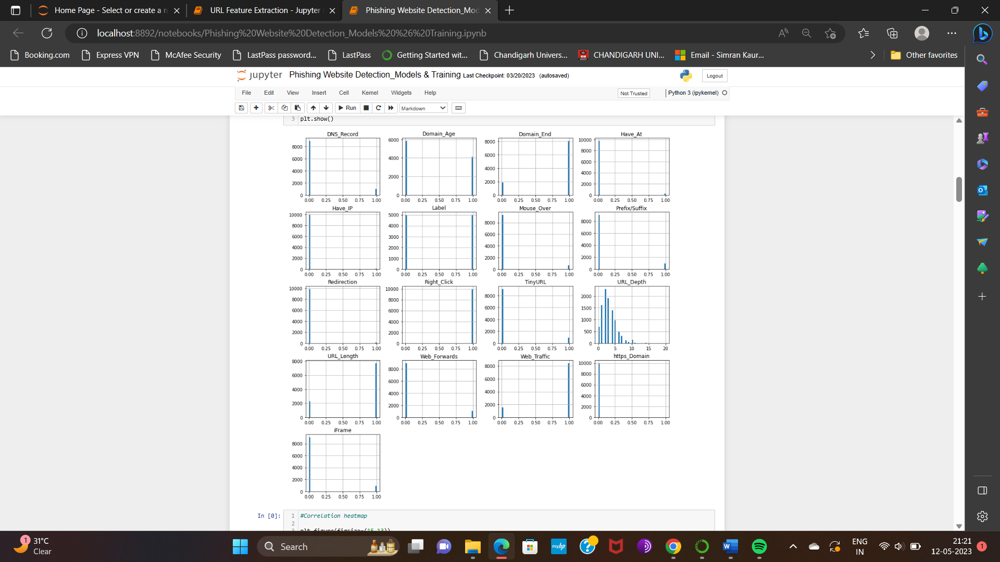 Home Page - Select or create a n
URL Feature Extraction - Jupyter
Phishing Website Detection_Mod
localhost:8892/notebooks/Phishing%20Website%20Detection_Models%20%26%20Training.ipynb
Booking.com
Express VPN
McAfee Security
LastPass password...
LastPass
Getting Started wit...
Chandigarh Univers...
CHANDIGARH UNI...
Email - Simran Kaur...
Other favorites
jupyter Phishing Website Detection_Models & Training Last Checkpoint: 03/20/2023 (autosaved)
Logout
File Edit View Insert Cell Kernel Widgets Help
Not Trusted
Python 3 (ipykernel)
Run
Markdown
3 plt.show()
DNS_Record
8000
6000
4000
2000
0
0.00 0.25 0.50 0.75 1.00
Domain_Age
6000
4000
2000
0
0.00 0.25 0.50 0.75 1.00
Domain_End
8000
6000
4000
2000
0
0.00 0.25 0.50 0.75 1.00
Have_At
10000
8000
6000
4000
2000
0
0.00 0.25 0.50 0.75 1.00
Have_IP
10000
8000
6000
4000
2000
0
0.00 0.25 0.50 0.75 1.00
Label
5000
4000
3000
2000
1000
0
0.00 0.25 0.50 0.75 1.00
Mouse_Over
8000
6000
4000
2000
0
0.00 0.25 0.50 0.75 1.00
Prefix/Suffix
8000
6000
4000
2000
0
0.00 0.25 0.50 0.75 1.00
Redirection
10000
8000
6000
4000
2000
0
0.00 0.25 0.50 0.75 1.00
Right_Click
10000
8000
6000
4000
2000
0
0.00 0.25 0.50 0.75 1.00
TinyURL
8000
6000
4000
2000
0
0.00 0.25 0.50 0.75 1.00
URL_Depth
2000
1500
1000
500
0
0 5 10 15 20
URL_Length
8000
6000
4000
2000
0
0.00 0.25 0.50 0.75 1.00
Web_Forwards
8000
6000
4000
2000
0
0.00 0.25 0.50 0.75 1.00
Web_Traffic
8000
6000
4000
2000
0
0.00 0.25 0.50 0.75 1.00
https_Domain
10000
8000
6000
4000
2000
0
0.00 0.25 0.50 0.75 1.00
iFrame
8000
6000
4000
2000
0
0.00 0.25 0.50 0.75 1.00
In [0]: 1 #Correlation heatmap
2
3 plt.figure(figsize=(15,13))
1
31°C
Clear
Search
myhp
ENG
IN
21:21
12-05-2023
1